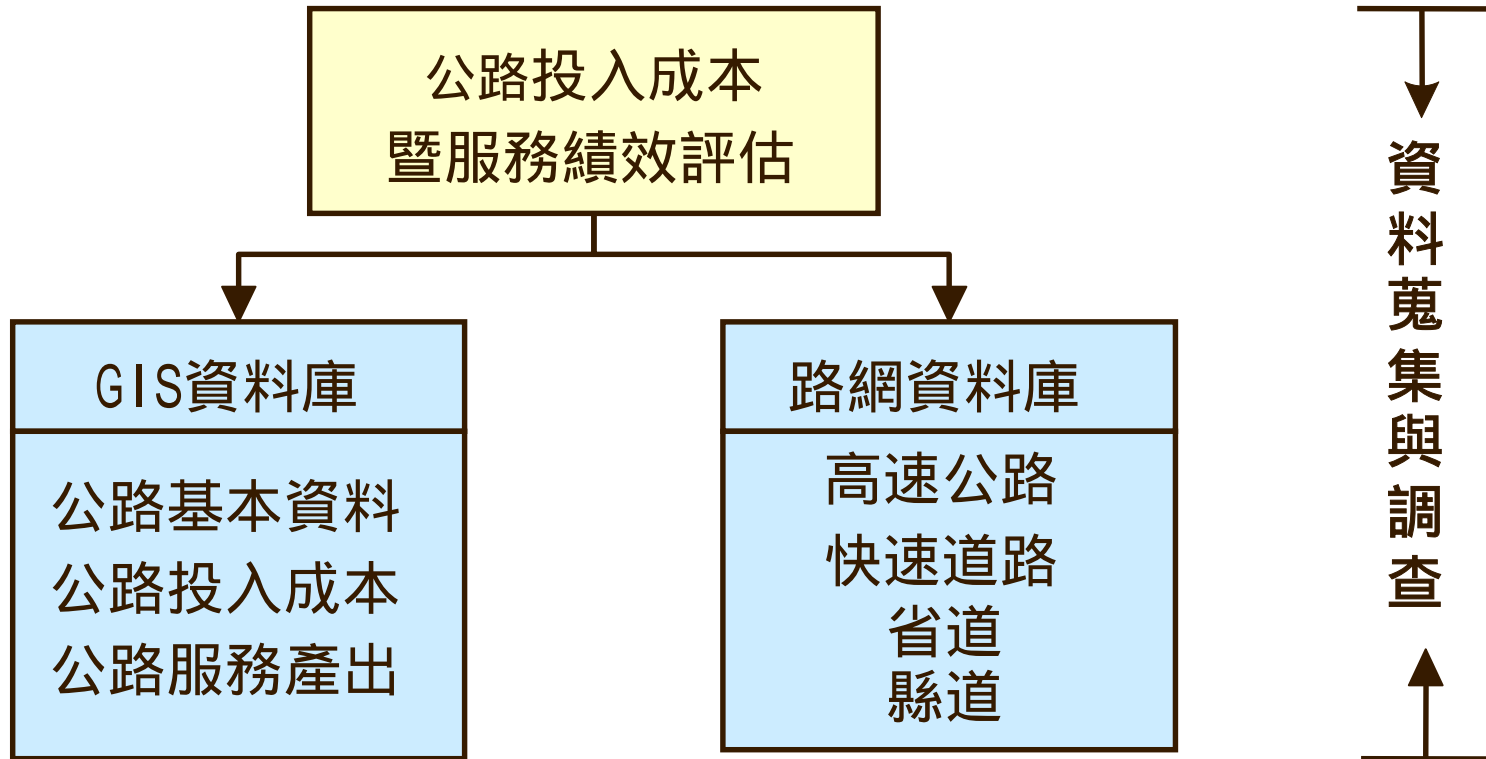 公路投入成本
暨服務績效評估
GIS資料庫
公路基本資料
公路投入成本
公路服務產出
路網資料庫
高速公路
快速道路
省道
縣道
資料蒐集與調查